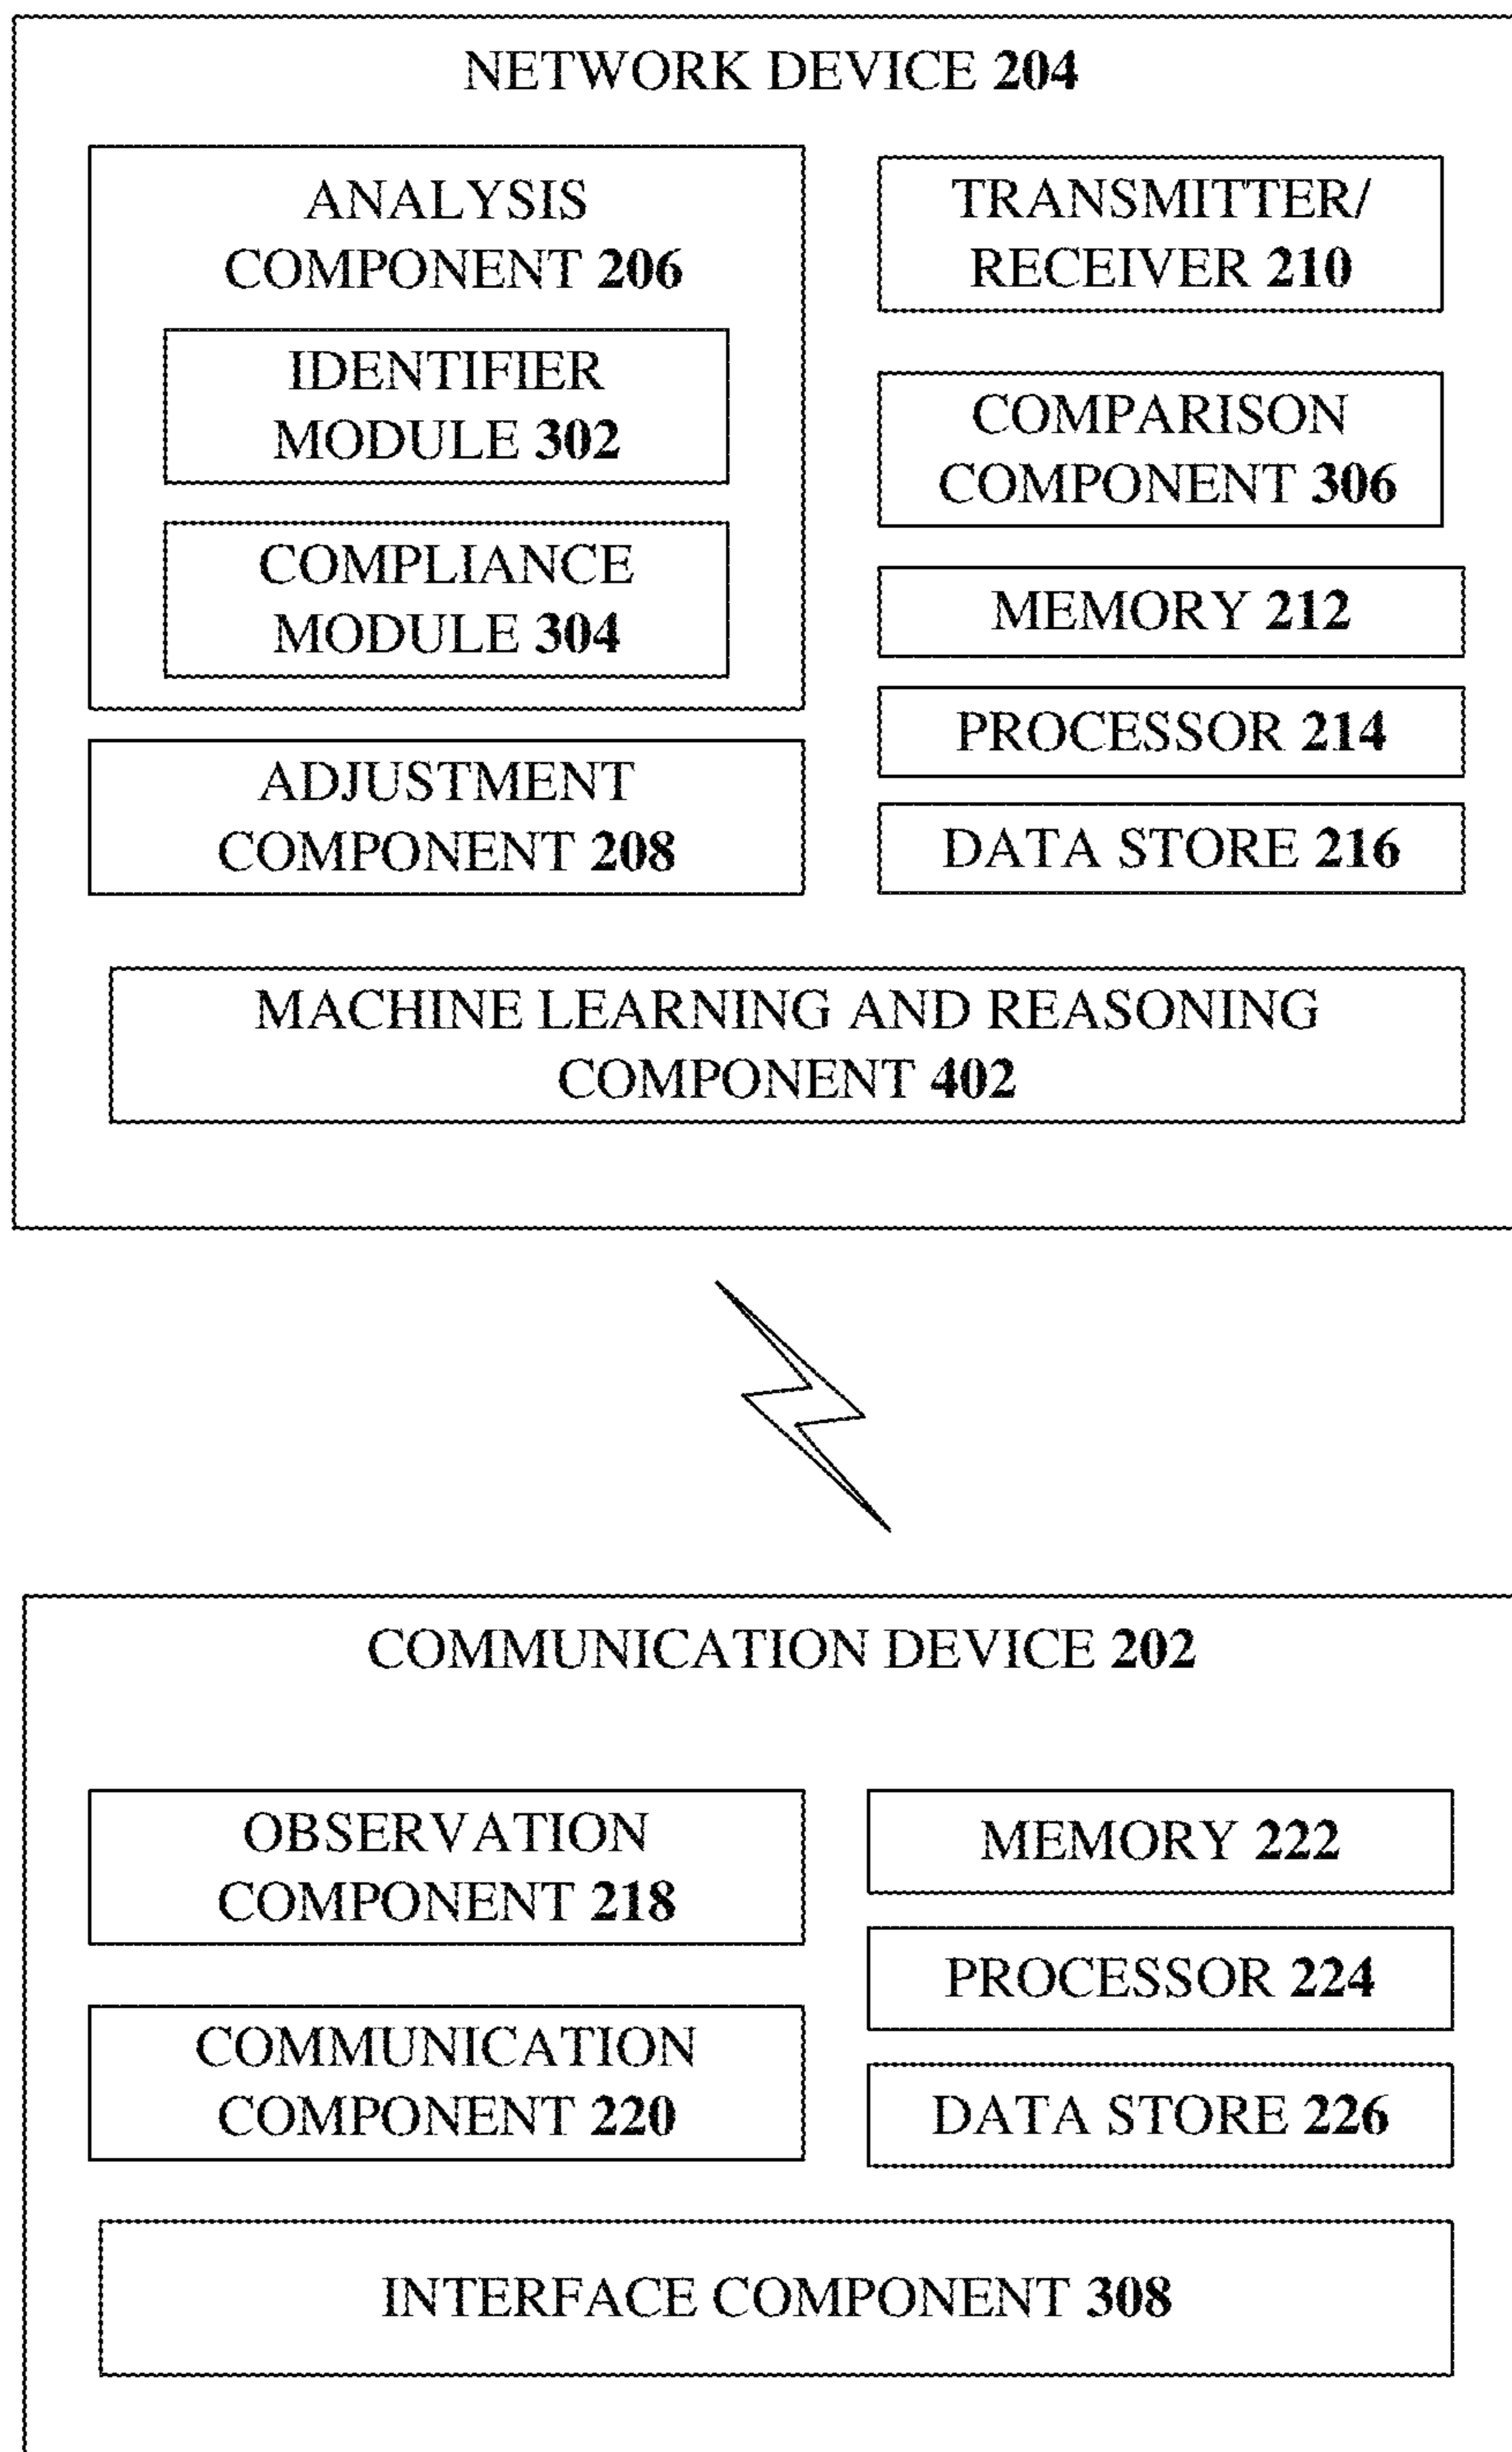 NETWORK DEVICE 204
ANALYSIS
COMPONENT 206
IDENTIFIER
MODULE 302
COMPLIANCE
MODULE 304
ADJUSTMENT
COMPONENT 208
TRANSMITTER/
RECEIVER 210
COMPARISON
COMPONENT 306
MEMORY 212
PROCESSOR 214
DATA STORE 216
MACHINE LEARNING AND REASONING
COMPONENT 402
COMMUNICATION DEVICE 202
OBSERVATION
COMPONENT 218
COMMUNICATION
COMPONENT 220
MEMORY 222
PROCESSOR 224
DATA STORE 226
INTERFACE COMPONENT 308